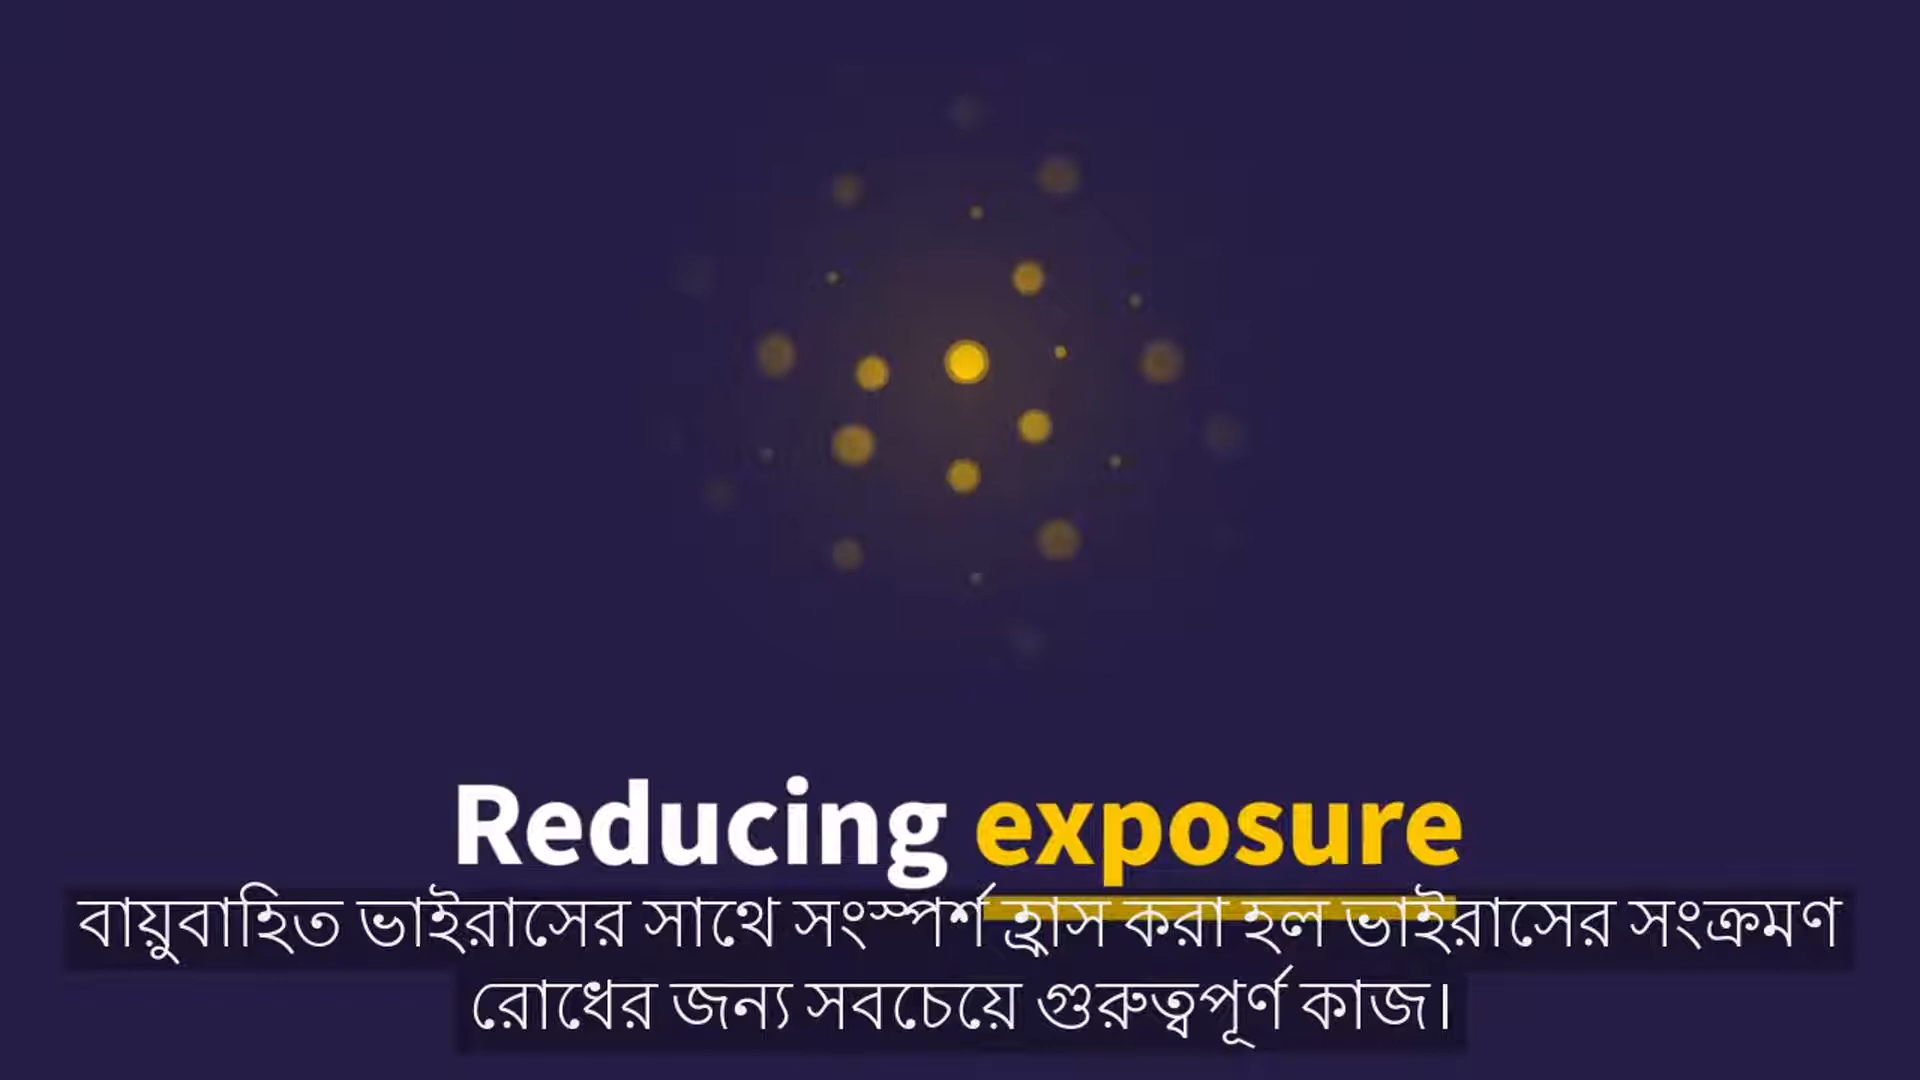 Reducing exposure
বায়ুবাহিত ভাইরাসের সাথে সংস্পর্শ হ্রাস করা হল ভাইরাসের সংক্রমণ
রোধের জন্য সবচেয়ে গুরুত্বপূর্ণ কাজ।